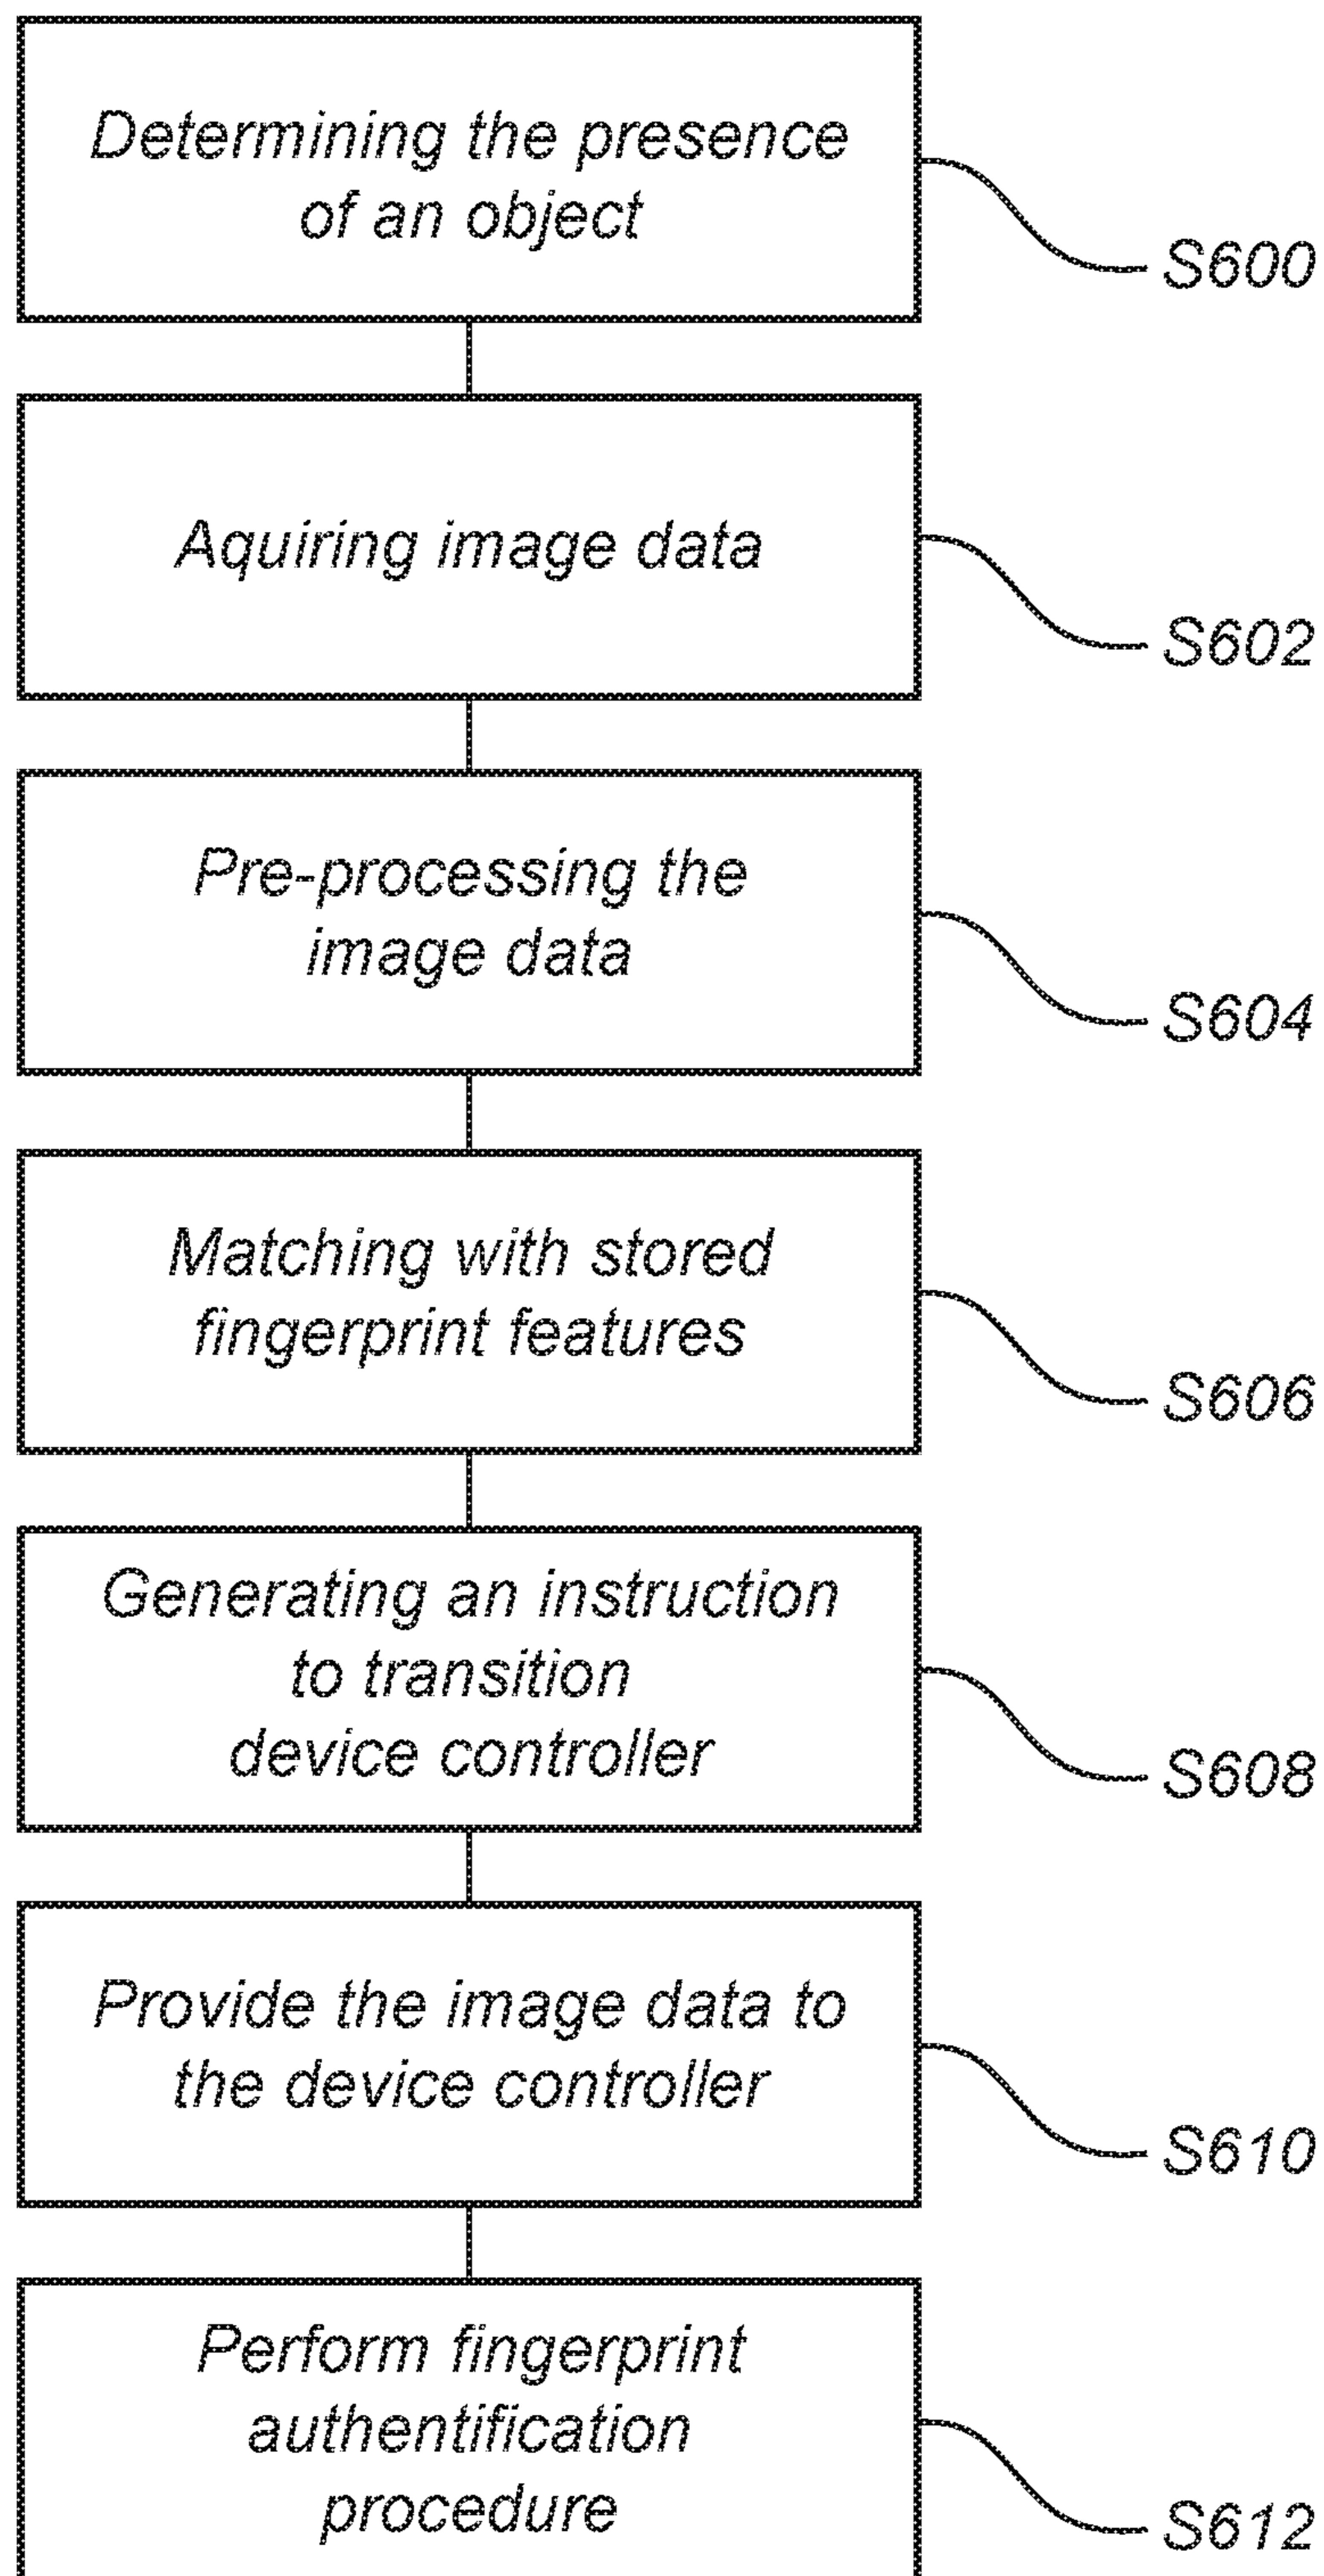 Determining the presence
of an object
S600
Aquiring image data
S602
Pre-processing the
image data
S604
Matching with stored
fingerprint features
S606
Generating an instruction
to transition
device controller
S608
Provide the image data to
the device controller
S610
Perform fingerprint
authentification
procedure
S612